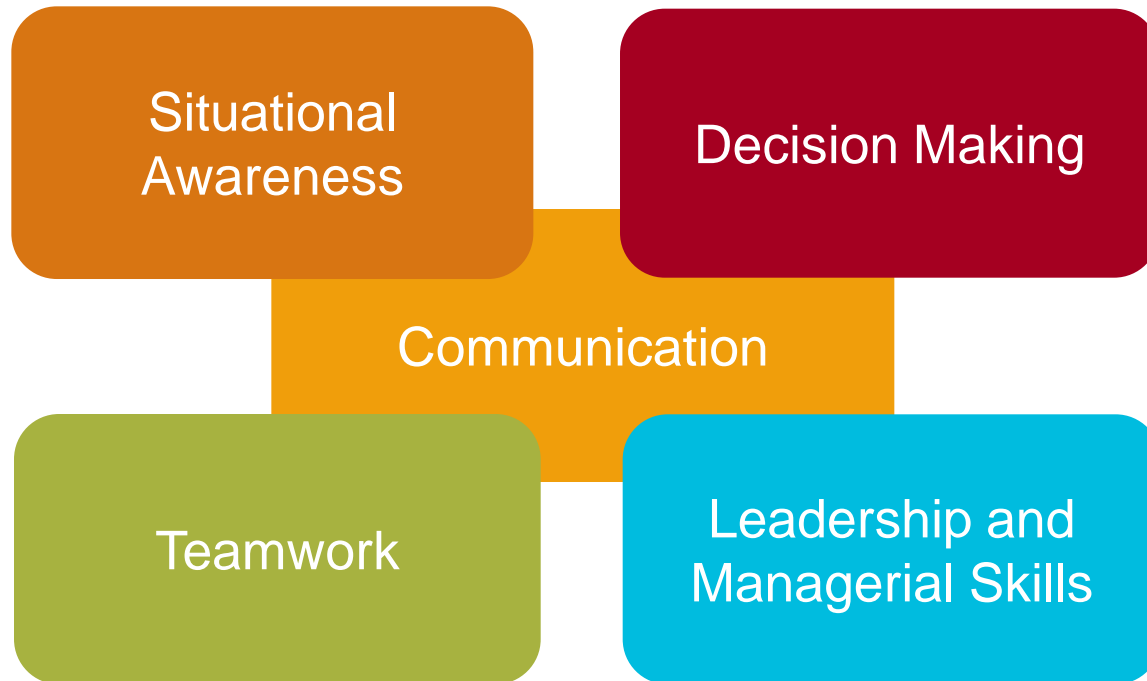 Situational
Awareness
Decision Making
Communication
Teamwork
Leadership and
Managerial Skills